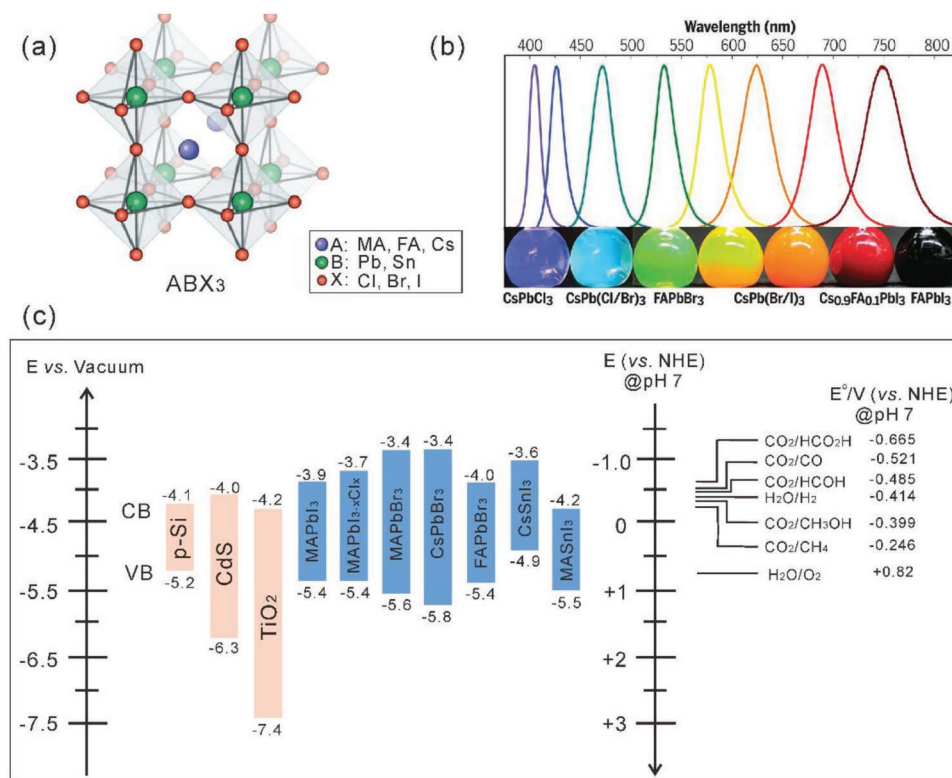 (a)
A: MA, FA, Cs
B: Pb, Sn
X: Cl, Br, I
ABX3
(b)
Wavelength (nm)
400 450 500 550 600 650 700 750 800
CsPbCl3 CsPb(Cl/Br)3 FAPbBr3 CsPb(Br/I)3 Cs0.9FA0.1PbI3 FAPbI3
(c)
E vs. Vacuum
-3.5
-4.5
-5.5
-6.5
-7.5
CB
VB
-4.1
p-Si
-5.2
-4.0
CdS
-6.3
-4.2
TiO2
-7.4
-3.9
MAPbI3
-5.4
-3.7
MAPbI3-xClx
-5.4
-3.4
MAPbBr3
-5.6
-3.4
CsPbBr3
-5.8
-4.0
FAPbBr3
-5.4
-3.6
CsSnI3
-4.9
-4.2
MASnI3
-5.5
E (vs. NHE)
@pH 7
-1.0
0
+1
+2
+3
E°/V (vs. NHE)
@pH 7
CO2/HCO2H -0.665
CO2/CO -0.521
CO2/HCOH -0.485
H2O/H2 -0.414
CO2/CH3OH -0.399
CO2/CH4 -0.246
H2O/O2 +0.82